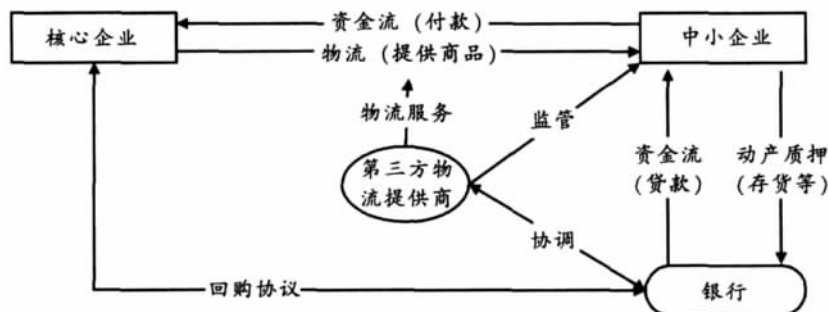 资金流（付款）
核心企业
中小企业
物流（提供商品）
物流服务
监管
第三方物
流提供商
资金流
（贷款）
动产质押
（存货等）
协调
回购协议
银行